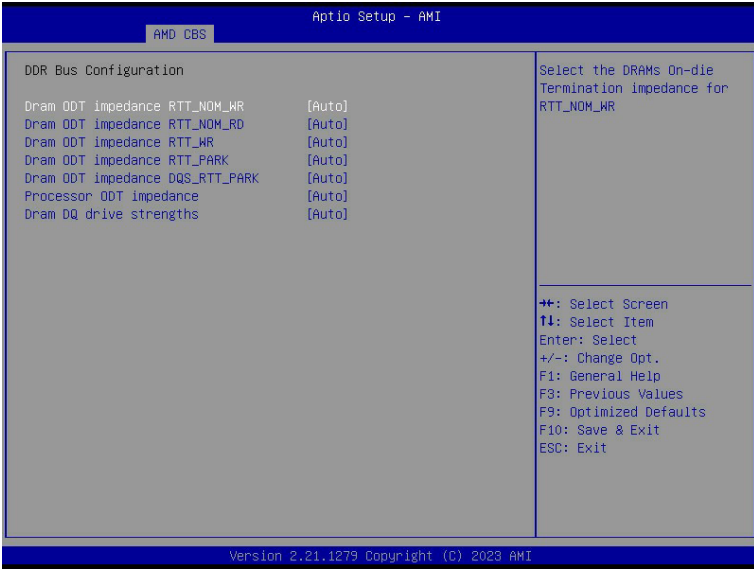 Aptio Setup - AMI
AMD CBS
DDR Bus Configuration
Dram ODT impedance RTT_NOM_WR [Auto]
Dram ODT impedance RTT_NOM_RD [Auto]
Dram ODT impedance RTT_WR [Auto]
Dram ODT impedance RTT_PARK [Auto]
Dram ODT impedance DQS_RTT_PARK [Auto]
Processor ODT impedance [Auto]
Dram DQ drive strengths [Auto]
Select the DRAMs On-die
Termination impedance for
RTT_NOM_WR
→←: Select Screen
↑↓: Select Item
Enter: Select
+/-: Change Opt.
F1: General Help
F3: Previous Values
F9: Optimized Defaults
F10: Save & Exit
ESC: Exit
Version 2.21.1279 Copyright (C) 2023 AMI